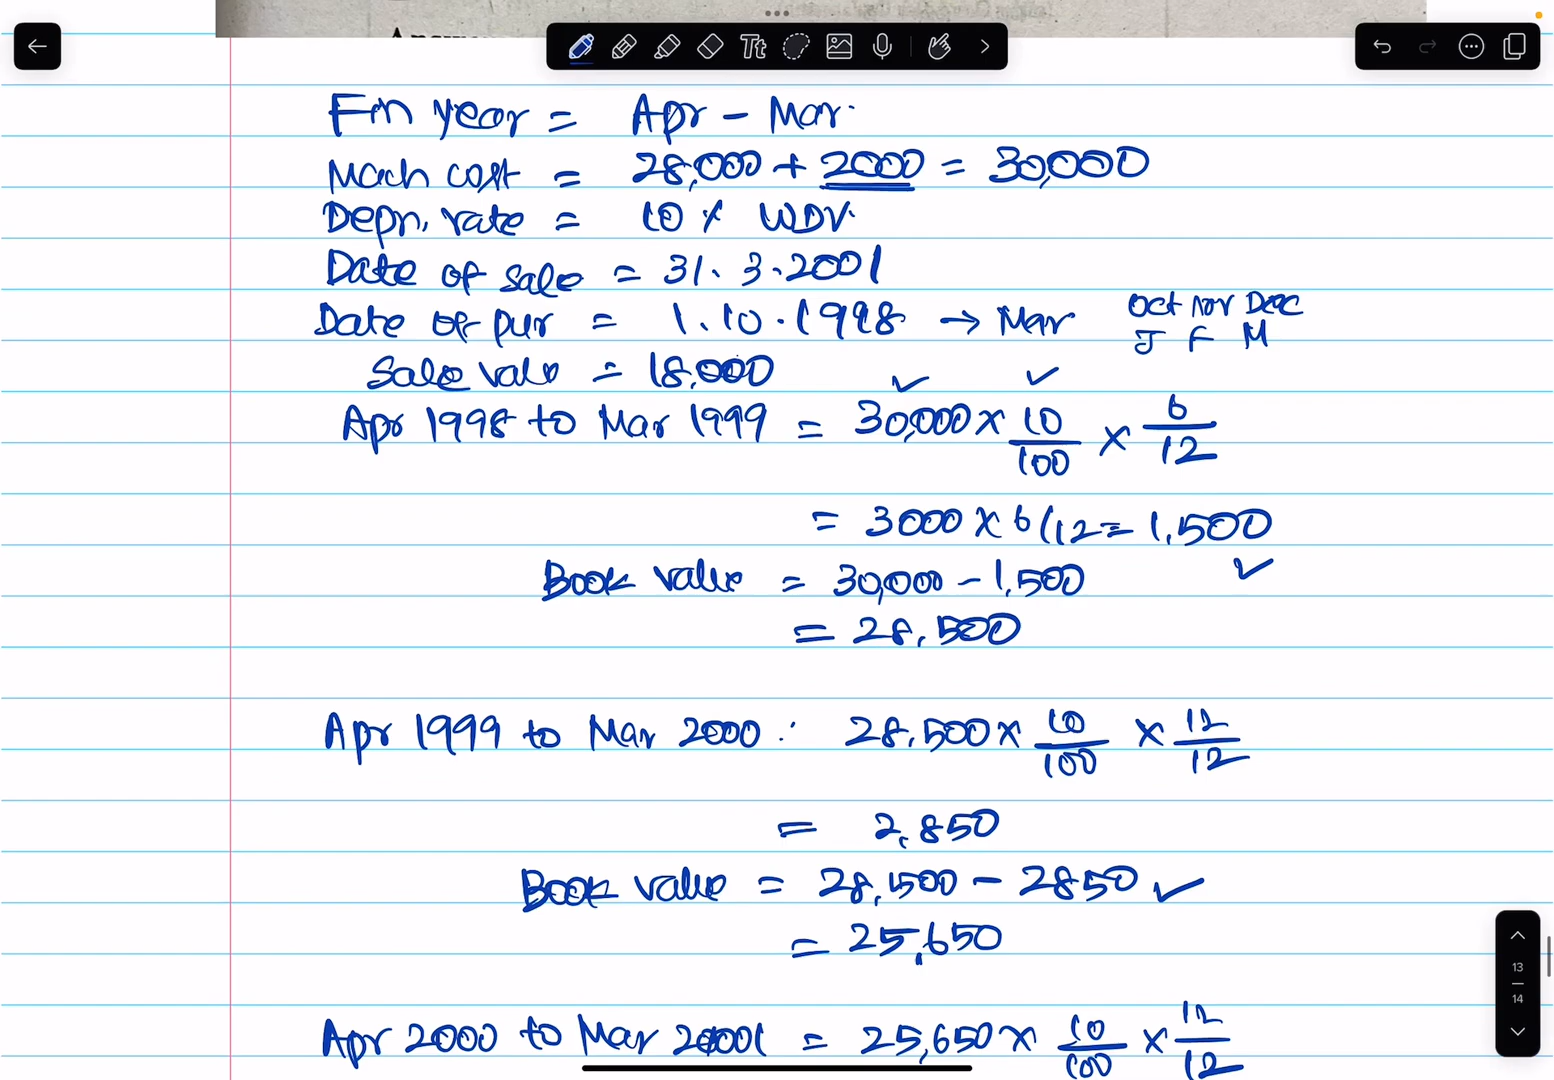 Tt
Fin year = Apr - Mar.
Mach cost = 28,000 + 2000 = 30,000
Depn. rate = 10 % WDV.
Date of sale = 31.3.2001
Date of pur = 1.10.1998 → Mar Oct Nov Dec
J F M
Sale value = 18,000
Apr 1998 to Mar 1999 = 30,000 x 10/100 x 6/12
= 3000 x 6/12 = 1,500
Book value = 30,000 - 1,500
= 28,500
Apr 1999 to Mar 2000 : 28,500 x 10/100 x 12/12
= 2,850
Book value = 28,500 - 2850
= 25,650
13
14
Apr 2000 to Mar 2001 = 25,650 x 10/100 x 12/12